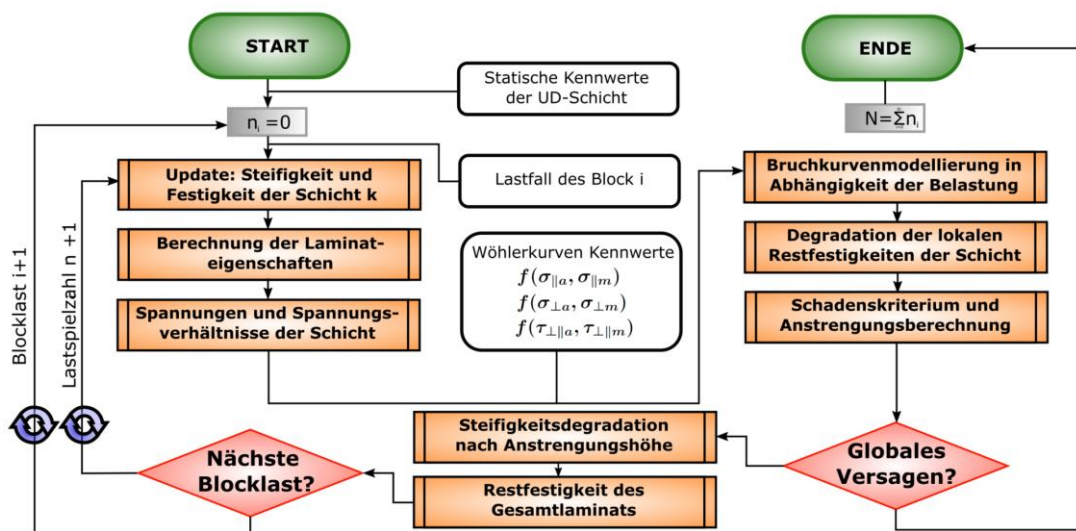 START
Statische Kennwerte
der UD-Schicht
n_i =0
Lastfall des Block i
Update: Steifigkeit und
Festigkeit der Schicht k
Berechnung der Laminat-
eigenschaften
Spannungen und Spannungs-
verhältnisse der Schicht
Wöhlerkurven Kennwerte
f(σ∥a, σ∥m)
f(σ⊥a, σ⊥m)
f(τ⊥∥a, τ⊥∥m)
ENDE
N=Σn_i
Bruchkurvenmodellierung in
Abhängigkeit der Belastung
Degradation der lokalen
Restfestigkeiten der Schicht
Schadenskriterium und
Anstrengungsberechnung
Globales
Versagen?
Steifigkeitsdegradation
nach Anstrengungshöhe
Restfestigkeit des
Gesamtlaminats
Nächste
Blocklast?
Lastspielzahl n +1
Blocklast i+1